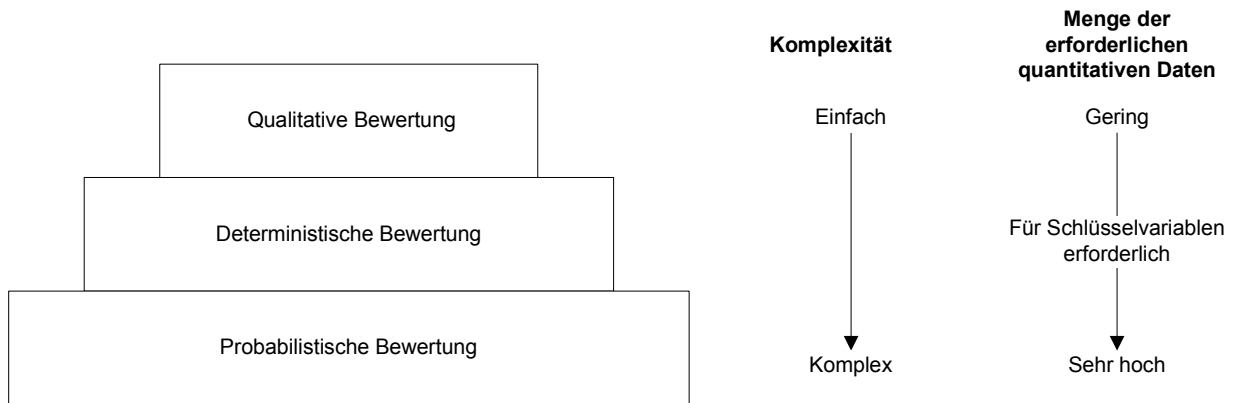 Komplexität
Menge der
erforderlichen
quantitativen Daten
Qualitative Bewertung
Einfach
Gering
Deterministische Bewertung
Für Schlüsselvariablen
erforderlich
Probabilistische Bewertung
Komplex
Sehr hoch